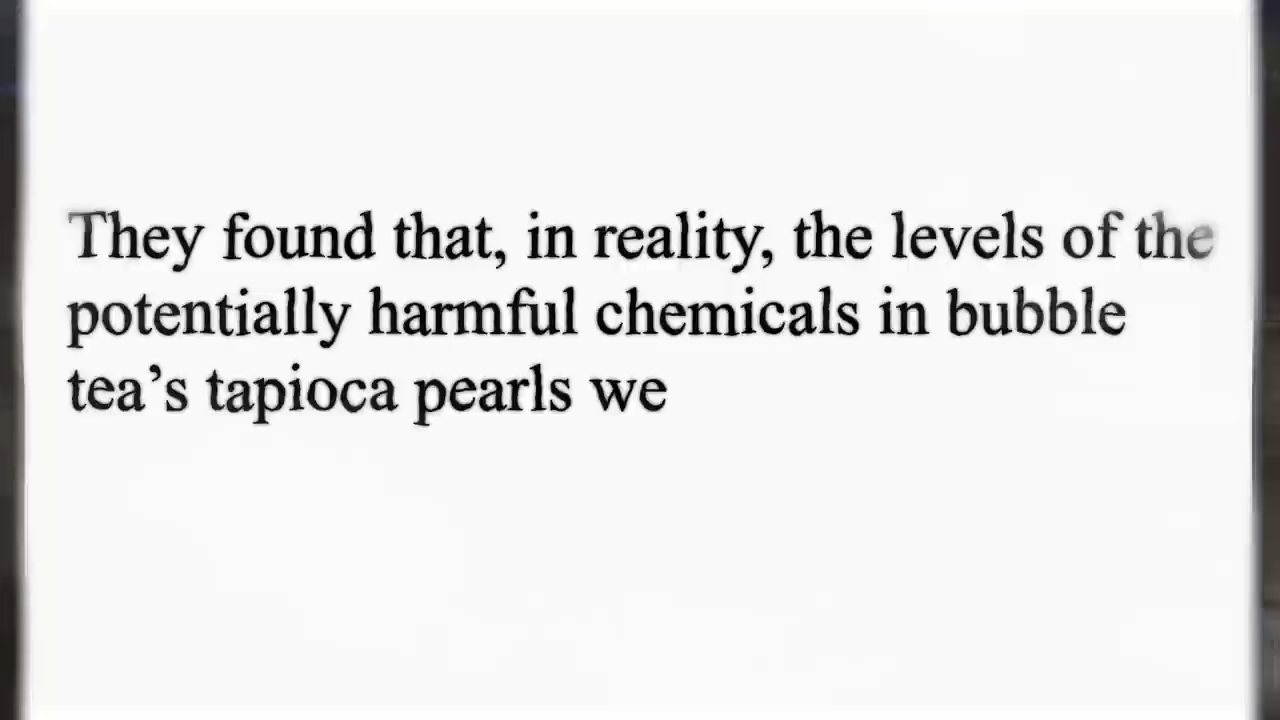 They found that, in reality, the levels of the
potentially harmful chemicals in bubble
tea’s tapioca pearls we